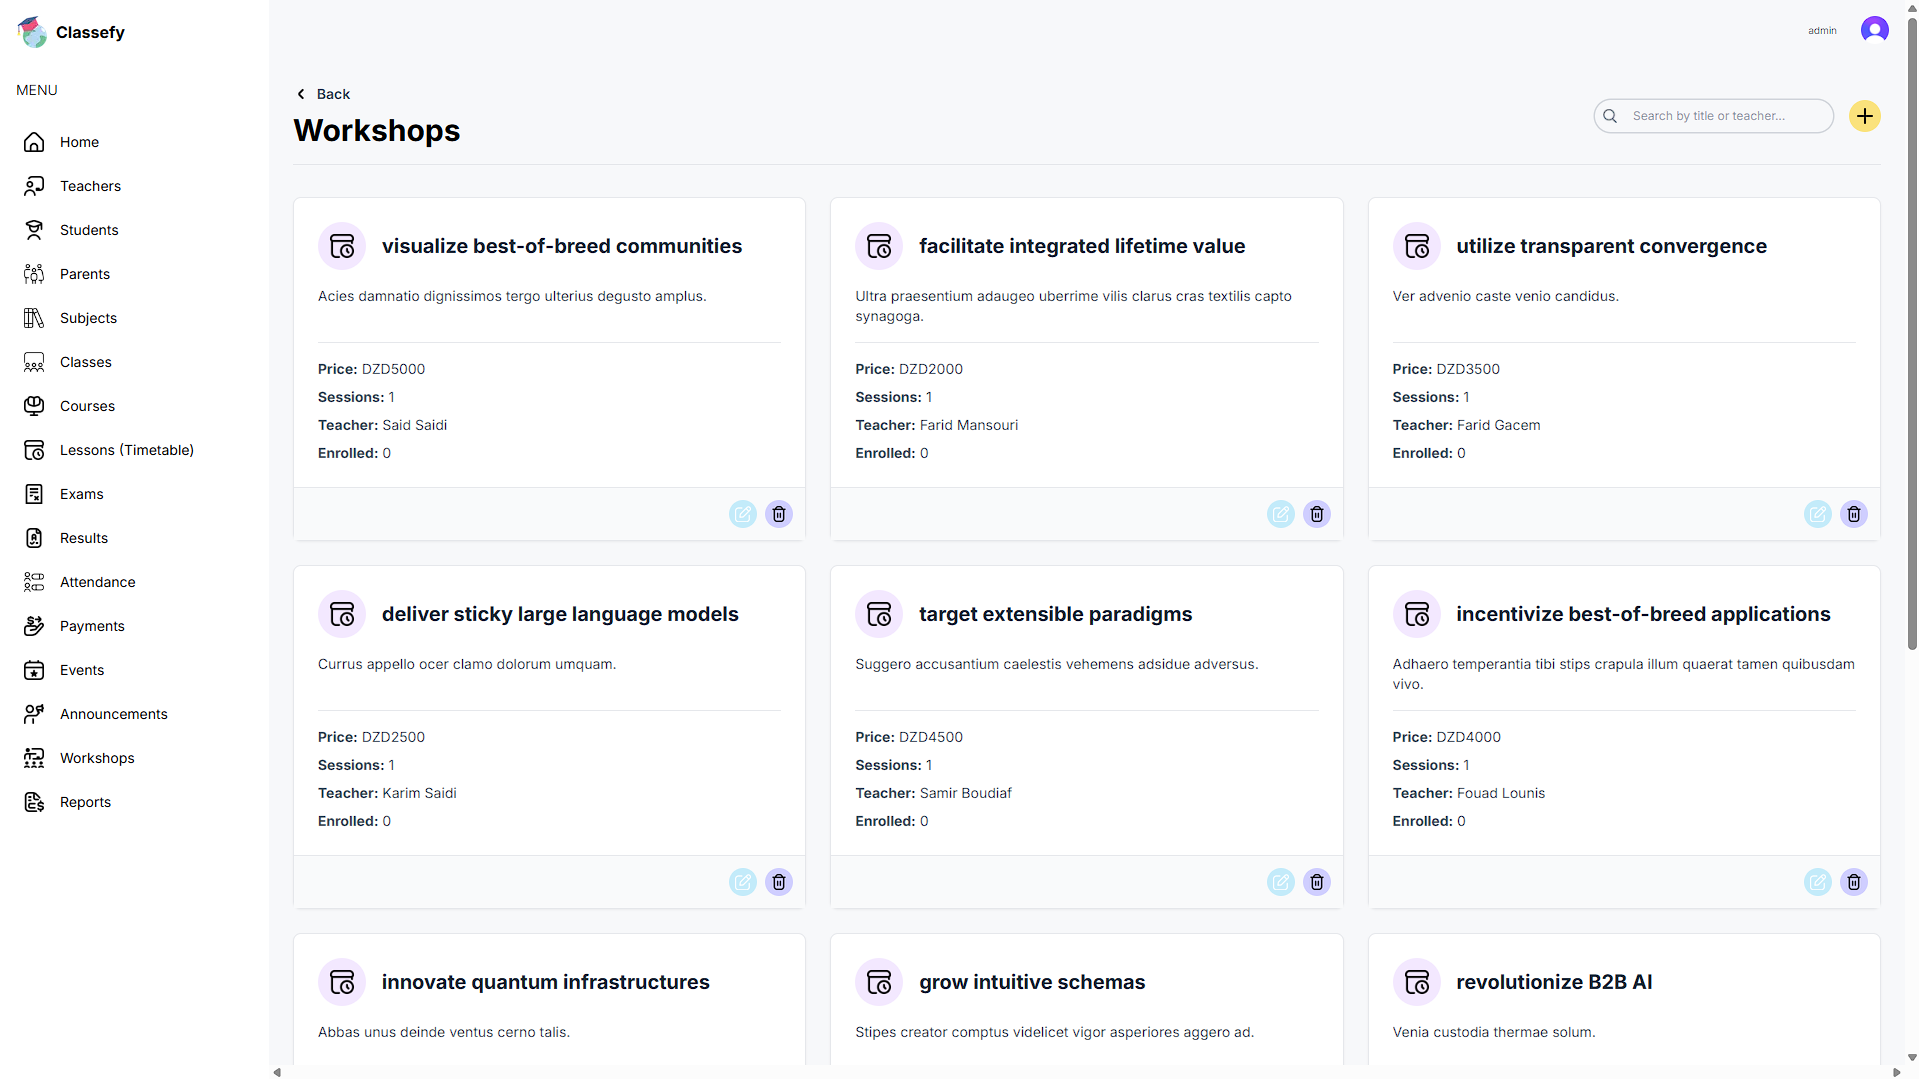 Classefy
MENU
Home
Teachers
Students
Parents
Subjects
Classes
Courses
Lessons (Timetable)
Exams
Results
Attendance
Payments
Events
Announcements
Workshops
Reports
admin
Back
Workshops
Search by title or teacher...
visualize best-of-breed communities
Acies damnatio dignissimos tergo ulterius degusto amplus.
Price: DZD5000
Sessions: 1
Teacher: Said Saidi
Enrolled: 0
facilitate integrated lifetime value
Ultra praesentium adaugeo uberrime vilis clarus cras textilis capto
synagoga.
Price: DZD2000
Sessions: 1
Teacher: Farid Mansouri
Enrolled: 0
utilize transparent convergence
Ver advenio caste venio candidus.
Price: DZD3500
Sessions: 1
Teacher: Farid Gacem
Enrolled: 0
deliver sticky large language models
Currus appello ocer clamo dolorum umquam.
Price: DZD2500
Sessions: 1
Teacher: Karim Saidi
Enrolled: 0
target extensible paradigms
Suggero accusantium caelestis vehemens adsidue adversus.
Price: DZD4500
Sessions: 1
Teacher: Samir Boudiaf
Enrolled: 0
incentivize best-of-breed applications
Adhaero temperantia tibi stips crapula illum quaerat tamen quibusdam
vivo.
Price: DZD4000
Sessions: 1
Teacher: Fouad Lounis
Enrolled: 0
innovate quantum infrastructures
Abbas unus deinde ventus cerno talis.
grow intuitive schemas
Stipes creator comptus videlicet vigor asperiores aggero ad.
revolutionize B2B AI
Venia custodia thermae solum.